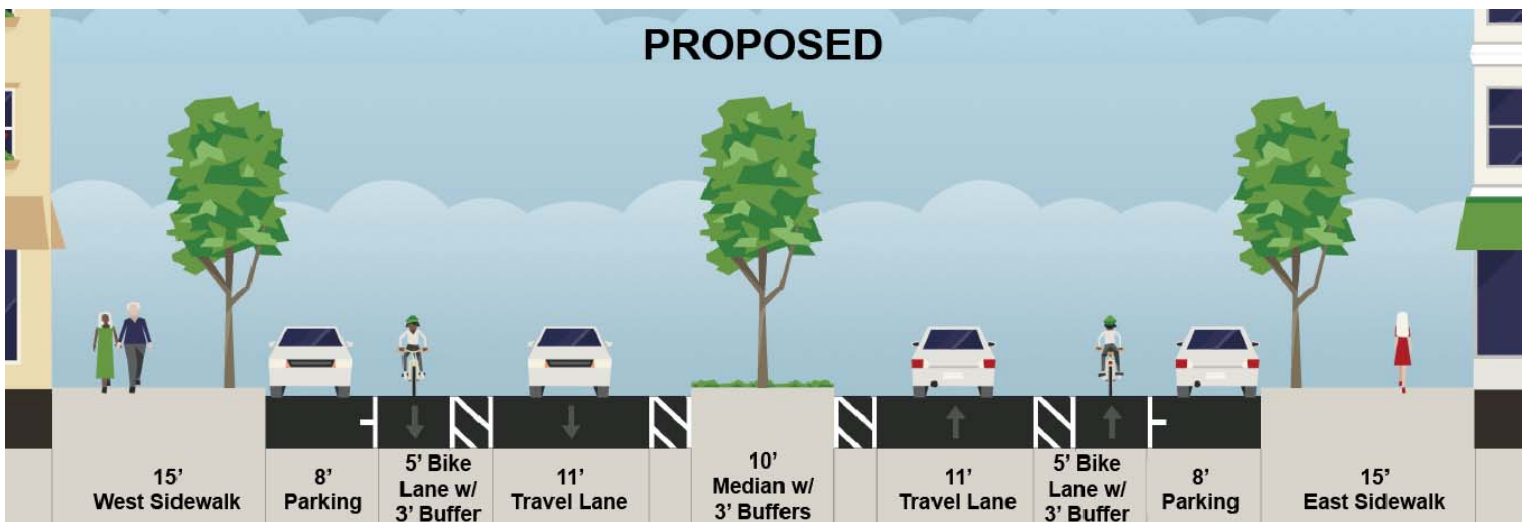 PROPOSED
15’
West Sidewalk
8’
Parking
5’ Bike
Lane w/
3’ Buffer
11’
Travel Lane
10’
Median w/
3’ Buffers
11’
Travel Lane
5’ Bike
Lane w/
3’ Buffer
8’
Parking
15’
East Sidewalk